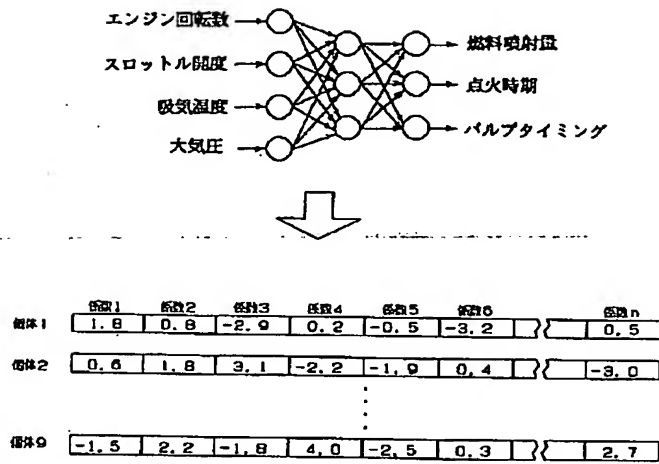 エンジン回転数
スロットル開度
吸気温度
大気圧
燃料噴射量
点火時期
バルブタイミング
係数1 係数2 係数3 係数4 係数5 係数6 係数n
個体1 1.8 0.8 -2.9 0.2 -0.5 -3.2 0.5
個体2 0.6 1.8 3.1 -2.2 -1.9 0.4 -3.0
個体9 -1.5 2.2 -1.8 4.0 -2.5 0.3 2.7